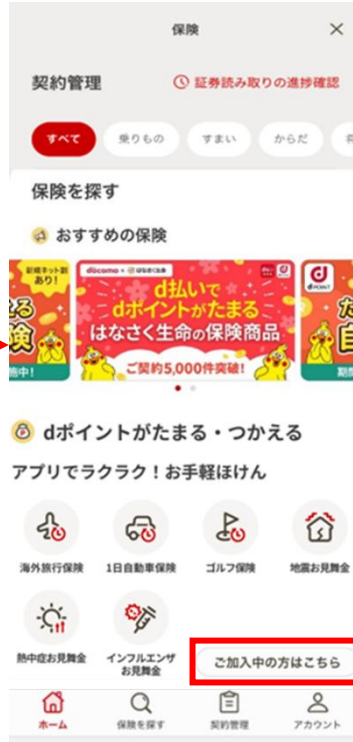 保険
契約管理
証券読み取りの進捗確認
すべて
乗りもの
すまい
からだ
保険を探す
おすすめの保険
あり!
döcomo × はなさく生命
d払いで
dポイントがたまる
はなさく生命の保険商品
ご契約5,000件突破!
d POINT
dポイントがたまる・つかえる
アプリでラクラク!お手軽ほけん
海外旅行保険
1日自動車保険
ゴルフ保険
地震お見舞金
熱中症お見舞金
インフルエンザ
お見舞金
ご加入中の方はこちら
ホーム
保険を探す
契約管理
アカウント